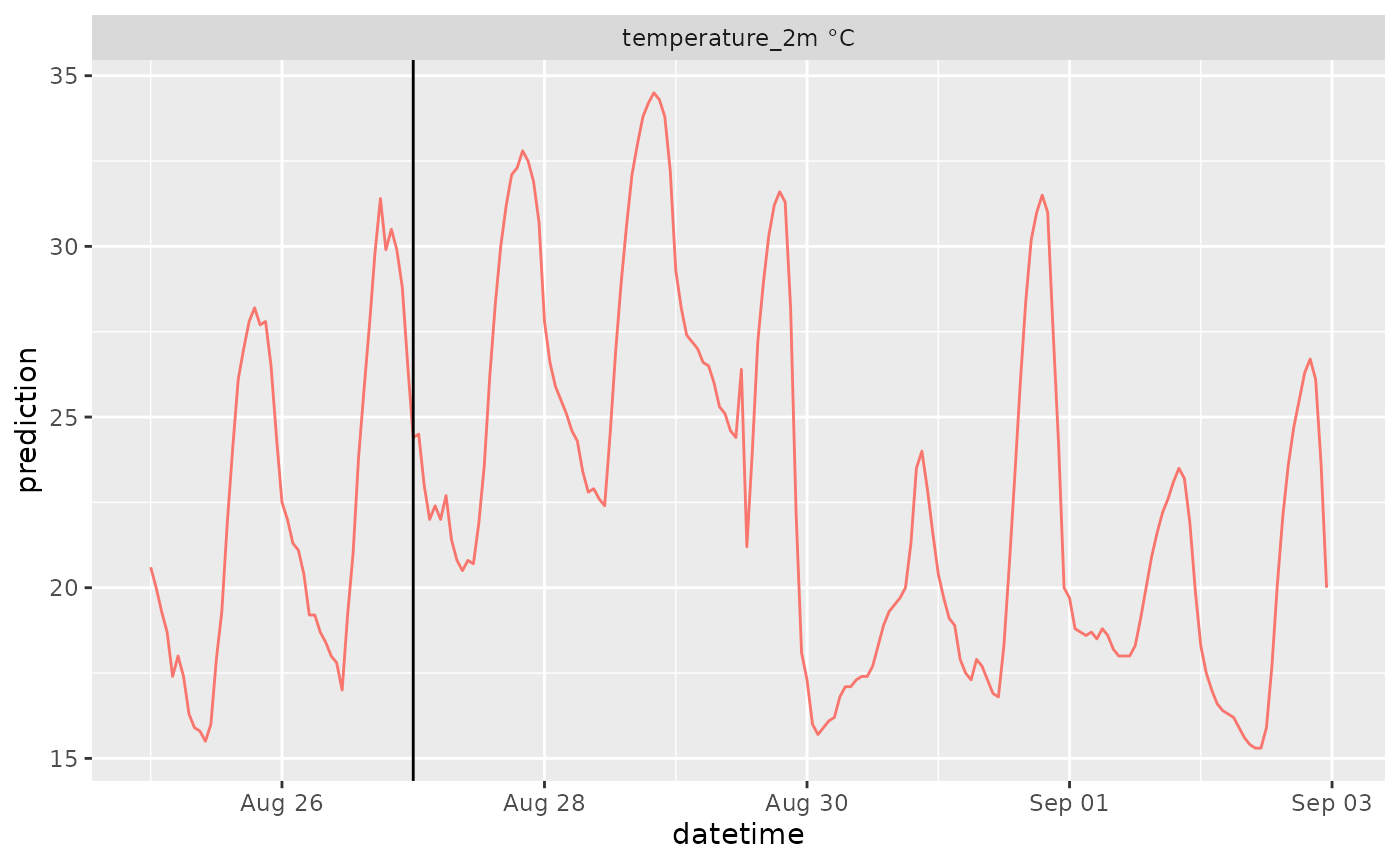 temperature_2m °C
35
30
25
20
15
prediction
Aug 26
Aug 28
Aug 30
Sep 01
Sep 03
datetime